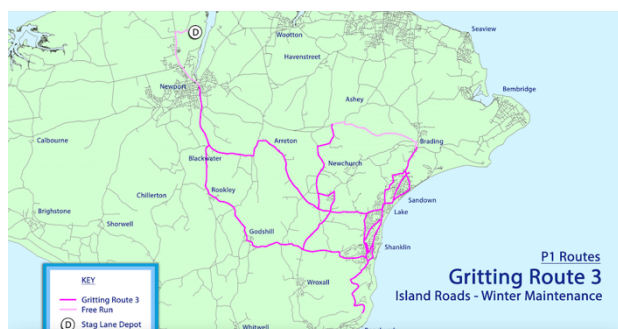 Seaview
Wootton
D
Havenstreet
Newport
Bembridge
Ashey
Calbourne
Arreton
Brading
Blackwater
Newchurch
Chillerton
Rookley
Sandown
Brighstone
Lake
Shorwell
Godshill
Shanklin
P1 Routes
Gritting Route 3
Island Roads - Winter Maintenance
Wroxall
KEY
Gritting Route 3
Free Run
D Stag Lane Depot
Whitwell